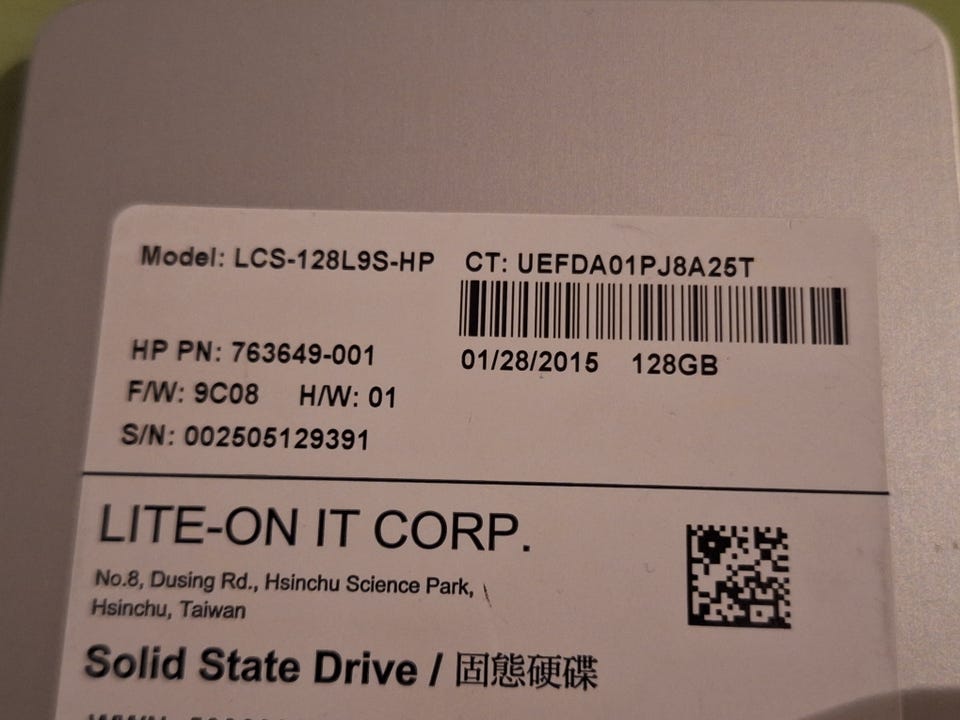 Model: LCS-128L9S-HP CT: UEFDA01PJ8A25T
HP PN: 763649-001 01/28/2015 128GB
F/W: 9C08 H/W: 01
S/N: 002505129391
LITE-ON IT CORP.
No.8, Dusing Rd., Hsinchu Science Park,
Hsinchu, Taiwan
Solid State Drive / 固態硬碟